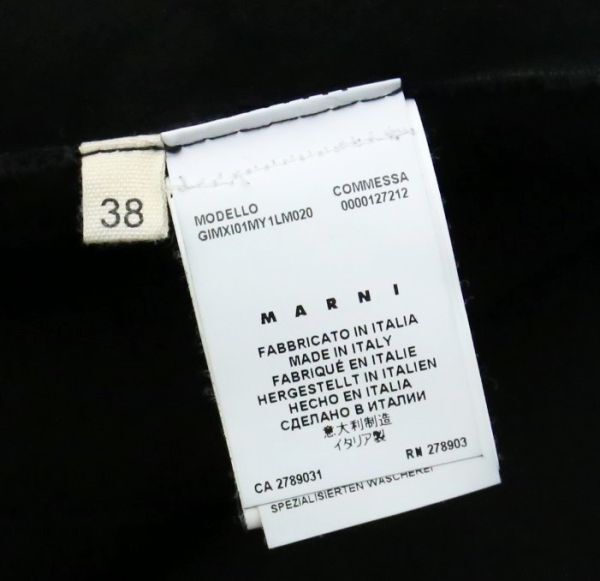 38
MODELLO
GIMXI01MY1LM020
COMMESSA
0000127212
MARNI
FABBRICATO IN ITALIA
MADE IN ITALY
FABRIQUÉ EN ITALIE
HERGESTELLT IN ITALIEN
HECHO EN ITALIA
СДЕЛАНО В ИТАЛИИ
意大利制造
イタリア製
CA 2789031
RN 278903
SPEZIALISIERTEN WÄSCHEREI